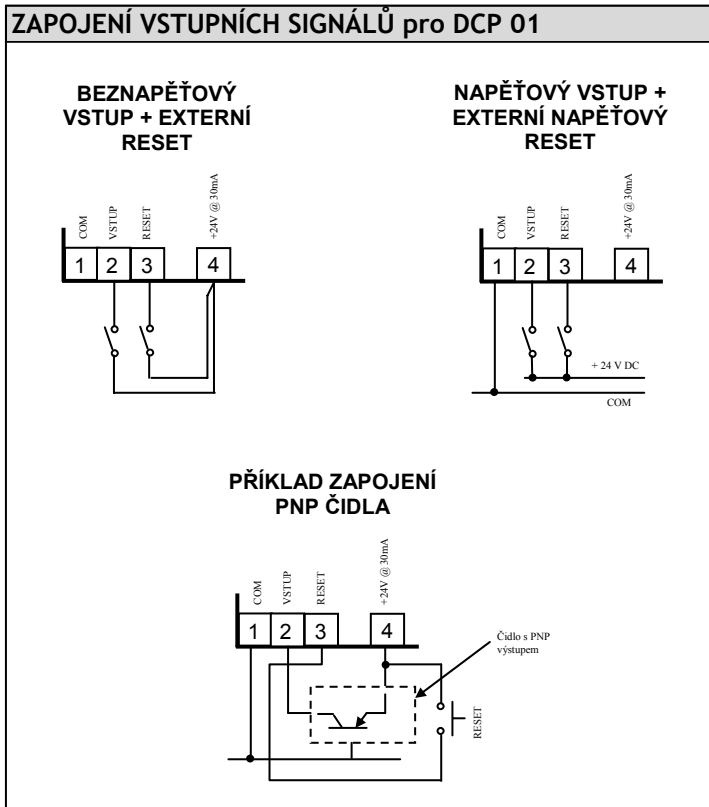 ZAPOJENÍ VSTUPNÍCH SIGNÁLŮ pro DCP 01
BEZNAPĚŤOVÝ
VSTUP + EXTERNÍ
RESET
COM
VSTUP
RESET
+24V @ 30mA
1 2 3 4
NAPĚŤOVÝ VSTUP +
EXTERNÍ NAPĚŤOVÝ
RESET
COM
VSTUP
RESET
+24V @ 30mA
1 2 3 4
+ 24 V DC
COM
PŘÍKLAD ZAPOJENÍ
PNP ČIDLA
COM
VSTUP
RESET
+24V @ 30mA
1 2 3 4
Čidlo s PNP
výstupem
RESET